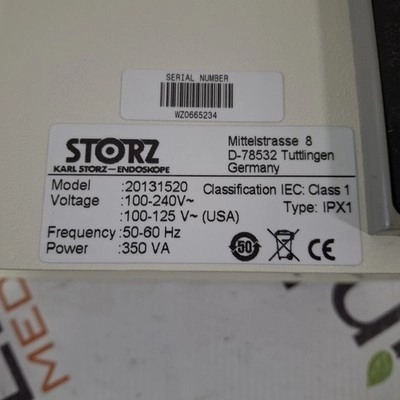 SERIAL NUMBER
WZ0665234
STORZ
KARL STORZ—ENDOSKOPE
Mittelstrasse 8
D-78532 Tuttlingen
Germany
Model :20131520
Classification IEC: Class 1
Voltage :100-240V~
:100-125 V~ (USA)
Type: IPX1
Frequency:50-60 Hz
Power :350 VA
50
CE
MED